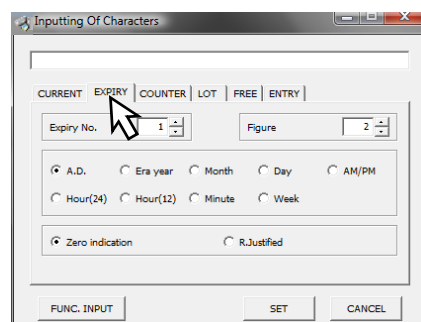 Inputting Of Characters
CURRENT EXPIRY COUNTER LOT FREE ENTRY
Expiry No. 1 Figure 2
A.D. Era year Month Day AM/PM
Hour(24) Hour(12) Minute Week
Zero indication R.Justified
FUNC. INPUT SET CANCEL